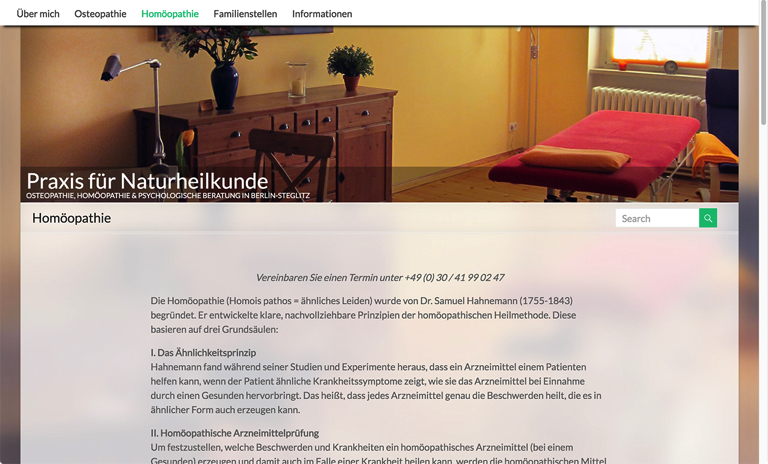 Über mich Osteopathie Homöopathie Familienstellen Informationen
Praxis für Naturheilkunde
OSTEOPATHIE, HOMÖOPATHIE & PSYCHOLOGISCHE BERATUNG IN BERLIN-STEGLITZ
Homöopathie Search
Vereinbaren Sie einen Termin unter +49 (0) 30 / 41 99 02 47
Die Homöopathie (Homois pathos = ähnliches Leiden) wurde von Dr. Samuel Hahnemann (1755-1843)
begründet. Er entwickelte klare, nachvollziehbare Prinzipien der homöopathischen Heilmethode. Diese
basieren auf drei Grundsäulen:
I. Das Ähnlichkeitsprinzip
Hahnemann fand während seiner Studien und Experimente heraus, dass ein Arzneimittel einem Patienten
helfen kann, wenn der Patient ähnliche Krankheitssymptome zeigt, wie sie das Arzneimittel bei Einnahme
durch einen Gesunden hervorbringt. Das heißt, dass jedes Arzneimittel genau die Beschwerden heilt, die es in
ähnlicher Form auch erzeugen kann.
II. Homöopathische Arzneimittelprüfung
Um festzustellen, welche Beschwerden und Krankheiten ein homöopathisches Arzneimittel (bei einem
Gesunden) erzeugen und damit auch im Falle einer Krankheit heilen kann, werden die homöopathischen Mittel